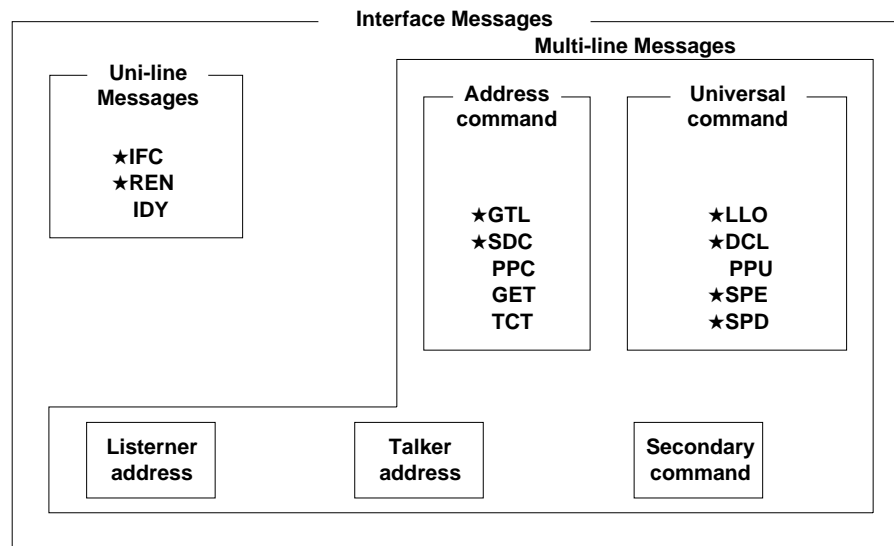 Interface Messages
Multi-line Messages
Uni-line
Messages
★IFC
★REN
IDY
Address
command
★GTL
★SDC
PPC
GET
TCT
Universal
command
★LLO
★DCL
PPU
★SPE
★SPD
Listerner
address
Talker
address
Secondary
command